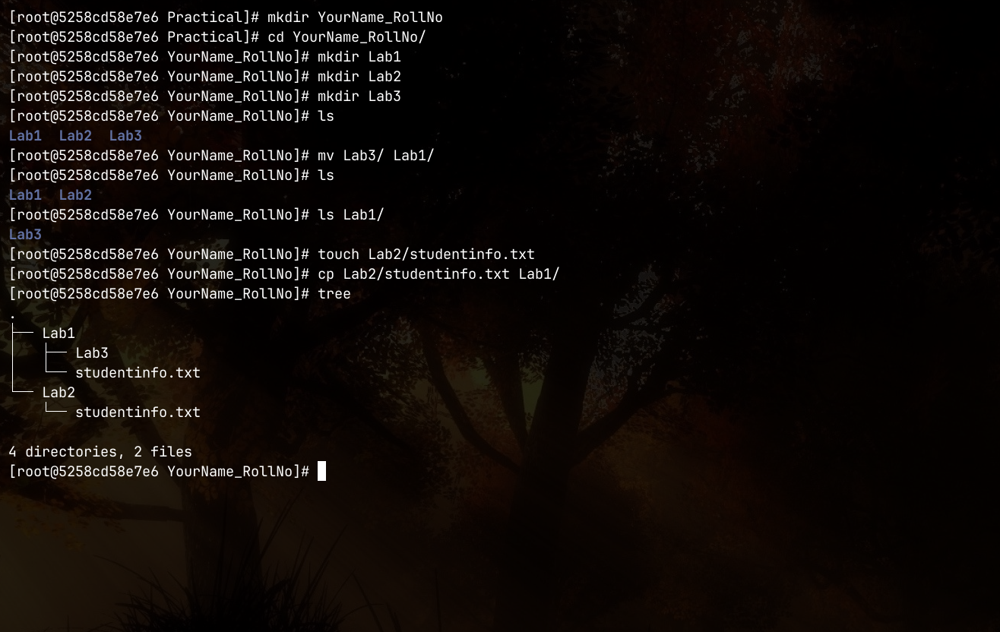 [root@5258cd58e7e6 Practical]# mkdir YourName_RollNo
[root@5258cd58e7e6 Practical]# cd YourName_RollNo/
[root@5258cd58e7e6 YourName_RollNo]# mkdir Lab1
[root@5258cd58e7e6 YourName_RollNo]# mkdir Lab2
[root@5258cd58e7e6 YourName_RollNo]# mkdir Lab3
[root@5258cd58e7e6 YourName_RollNo]# ls
Lab1  Lab2  Lab3
[root@5258cd58e7e6 YourName_RollNo]# mv Lab3/ Lab1/
[root@5258cd58e7e6 YourName_RollNo]# ls
Lab1  Lab2
[root@5258cd58e7e6 YourName_RollNo]# ls Lab1/
Lab3
[root@5258cd58e7e6 YourName_RollNo]# touch Lab2/studentinfo.txt
[root@5258cd58e7e6 YourName_RollNo]# cp Lab2/studentinfo.txt Lab1/
[root@5258cd58e7e6 YourName_RollNo]# tree
.
├── Lab1
│   ├── Lab3
│   └── studentinfo.txt
└── Lab2
    └── studentinfo.txt

4 directories, 2 files
[root@5258cd58e7e6 YourName_RollNo]#